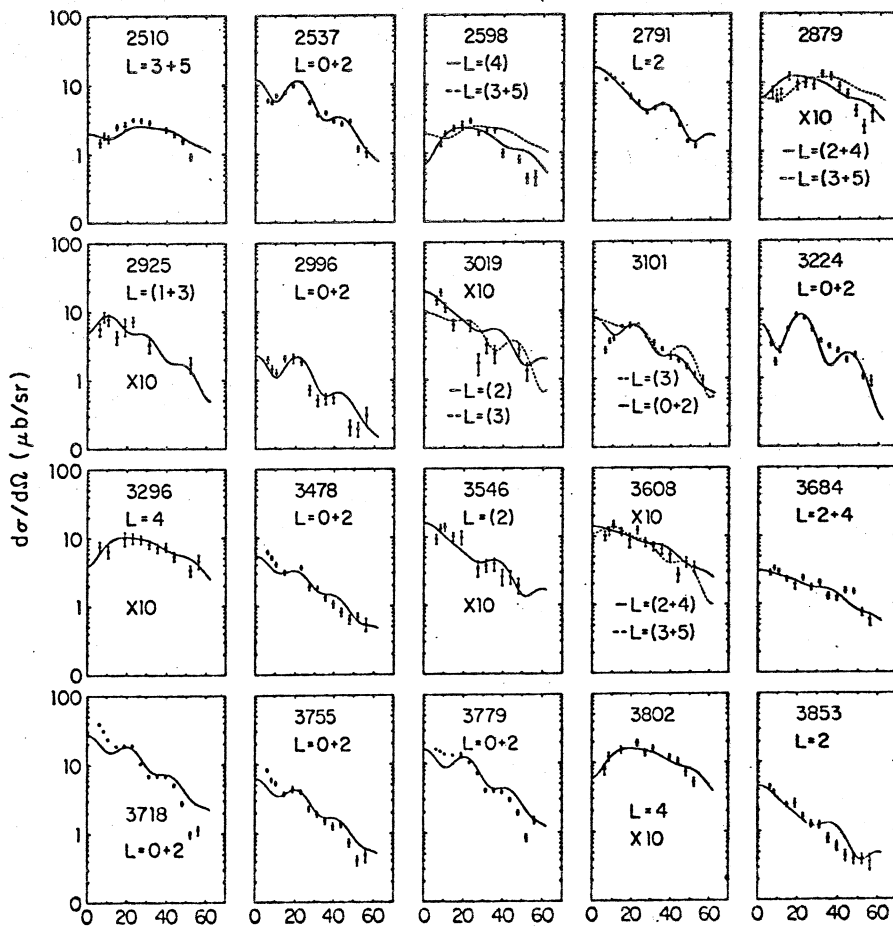 dσ/dΩ (μb/sr)
100
10
1
0
2510
L=3+5
2537
L=0+2
2598
—L=(4)
--L=(3+5)
2791
L=2
2879
X10
—L=(2+4)
--L=(3+5)
100
10
1
0
2925
L=(1+3)
X10
2996
L=0+2
3019
X10
—L=(2)
--L=(3)
3101
--L=(3)
—L=(0+2)
3224
L=0+2
100
10
1
0
3296
L=4
X10
3478
L=0+2
3546
L=(2)
X10
3608
X10
—L=(2+4)
--L=(3+5)
3684
L=2+4
100
10
1
0
3718
L=0+2
3755
L=0+2
3779
L=0+2
3802
L=4
X10
3853
L=2
0 20 40 60
0 20 40 60
0 20 40 60
0 20 40 60
0 20 40 60